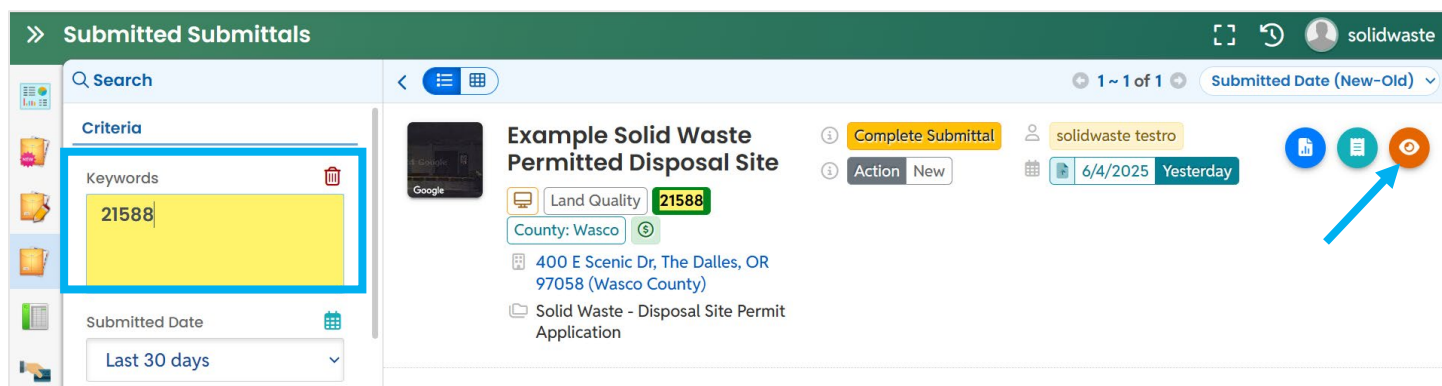 Submitted Submittals
solidwaste
Search
1 ~ 1 of 1
Submitted Date (New-Old)
Criteria
Keywords
21588
Submitted Date
Last 30 days
NEW
Google
Example Solid Waste
Permitted Disposal Site
Land Quality 21588
County: Wasco
400 E Scenic Dr, The Dalles, OR
97058 (Wasco County)
Solid Waste - Disposal Site Permit
Application
Complete Submittal
Action New
solidwaste testro
6/4/2025 Yesterday